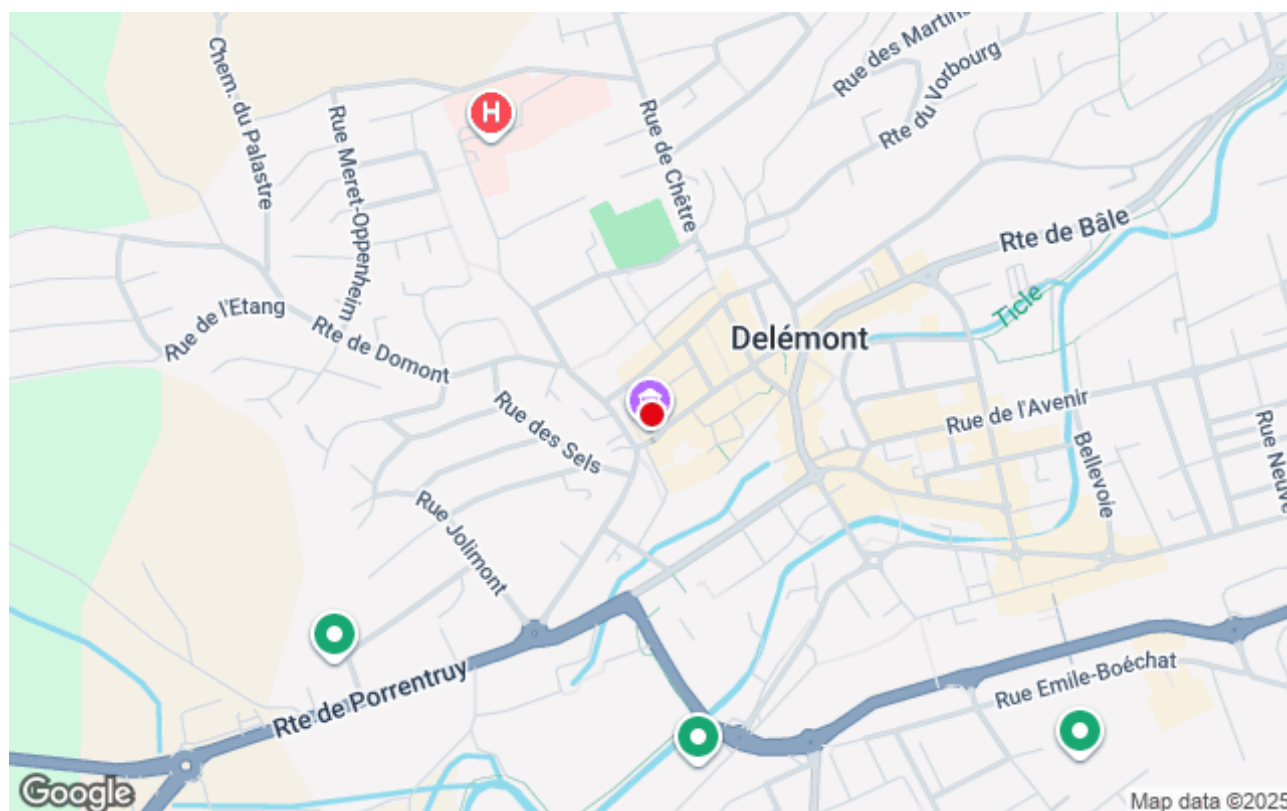 Chem. du Palastre
Rue Meret-Oppenheim
H
Rue de Chêtre
Rue des Martins
Rte du Vorbourg
Rte de Bâle
Ticle
Rue de l'Etang
Rte de Domont
Delémont
Rue de l'Avenir
Rue des Sels
Bellevoie
Rue Neuve
Rue Jolimont
Rte de Porrentruy
Rue Emile-Boéchat
Google
Map data ©2025